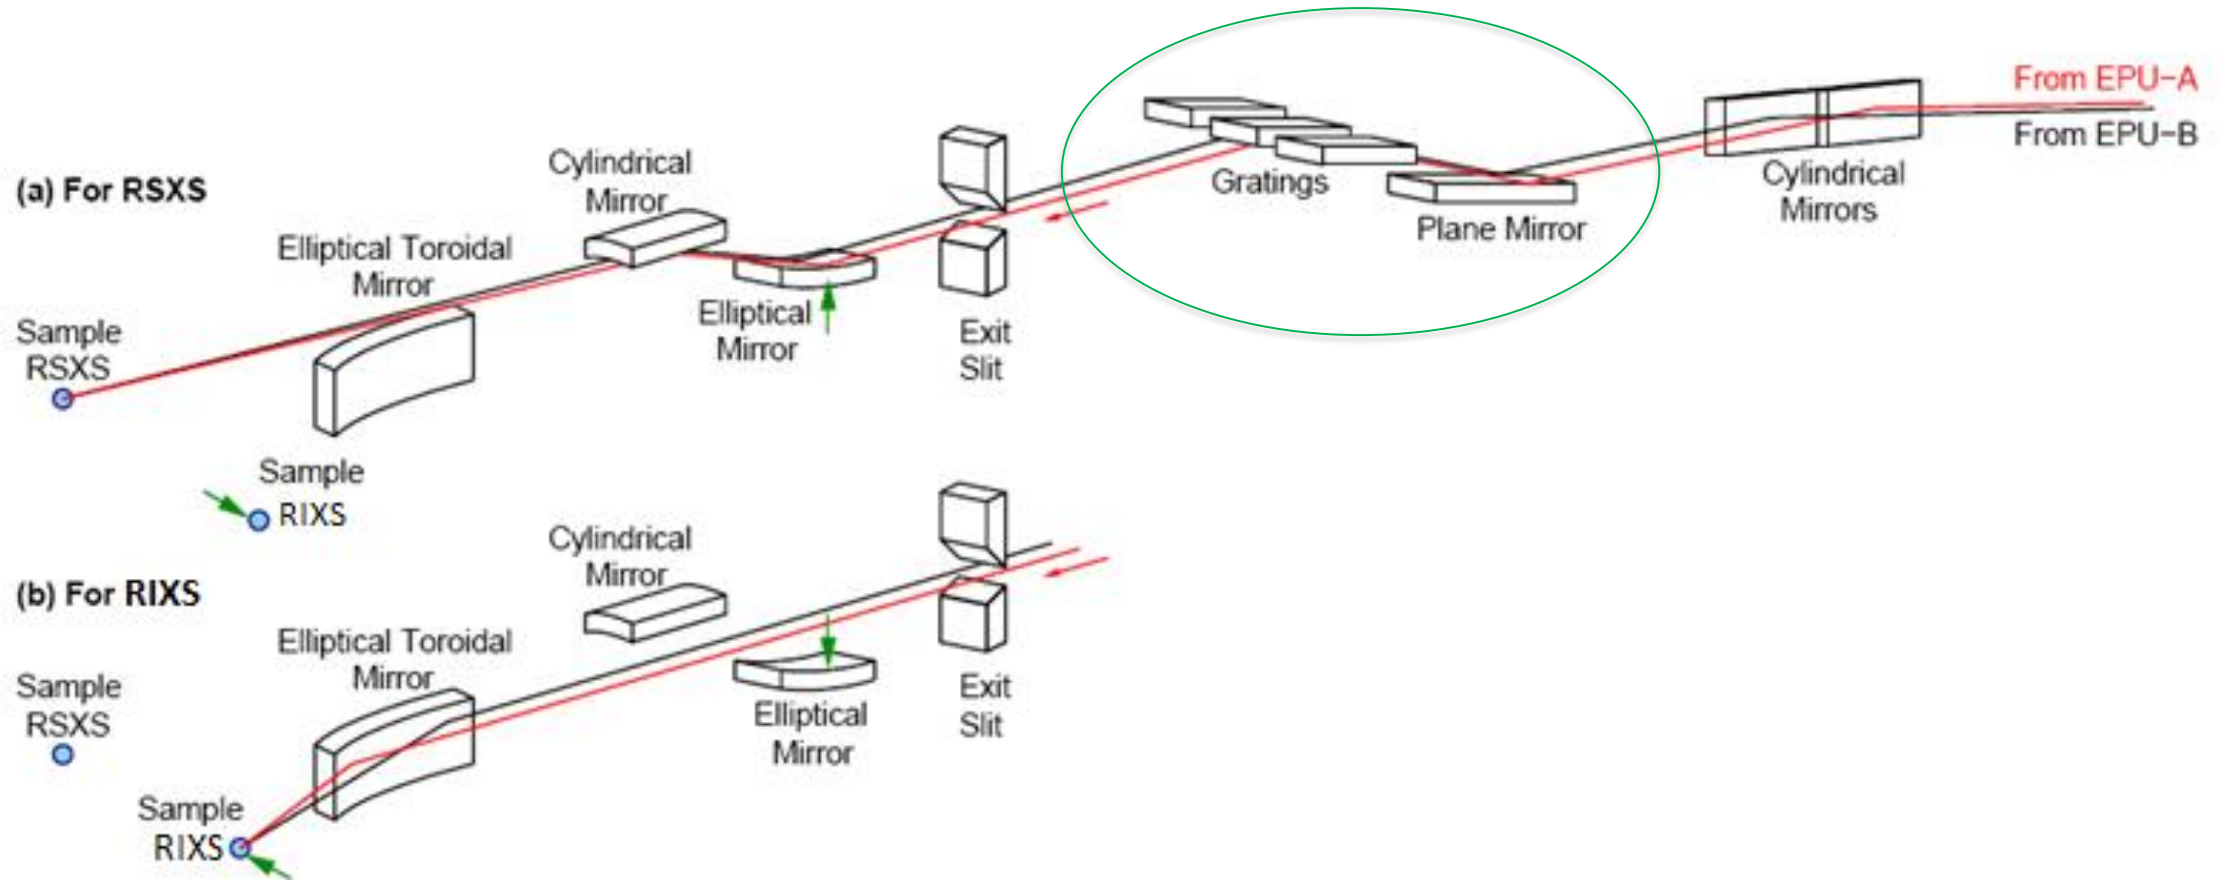 From EPU-A
From EPU-B
Cylindrical
Mirrors
Gratings
Plane Mirror
(a) For RSXS
Cylindrical
Mirror
Elliptical Toroidal
Mirror
Elliptical
Mirror
Exit
Slit
Sample
RSXS
Sample
RIXS
(b) For RIXS
Cylindrical
Mirror
Elliptical Toroidal
Mirror
Elliptical
Mirror
Exit
Slit
Sample
RSXS
Sample
RIXS